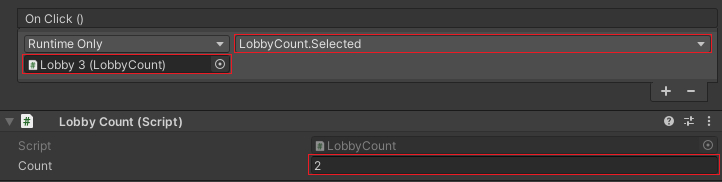 On Click ()
Runtime Only LobbyCount.Selected
# Lobby 3 (LobbyCount)
+ −
# Lobby Count (Script)
Script # LobbyCount
Count 2